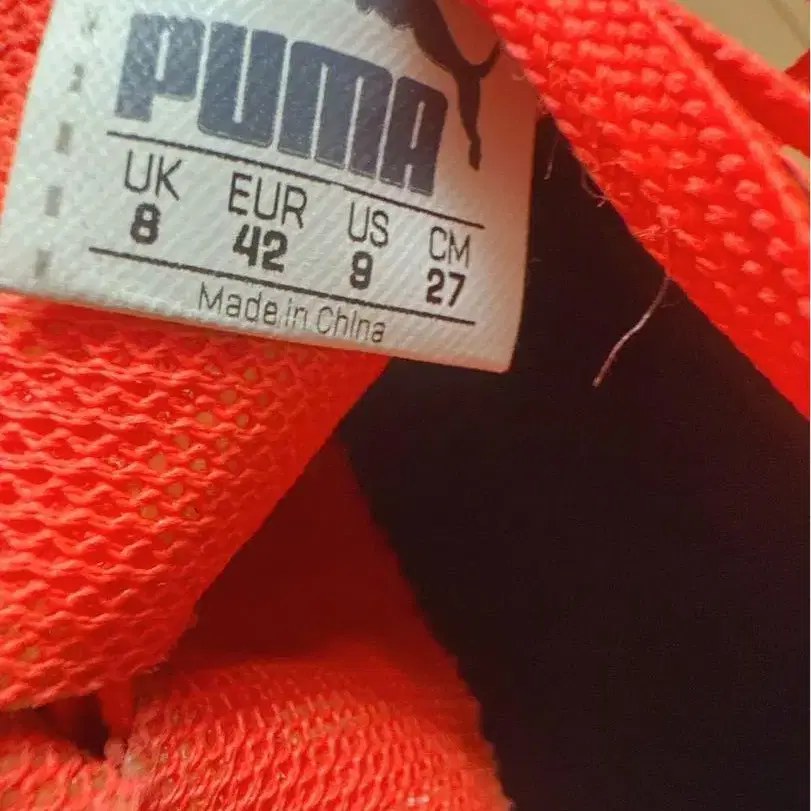 PUMA
UK EUR US CM
8 42 9 27
Made in China